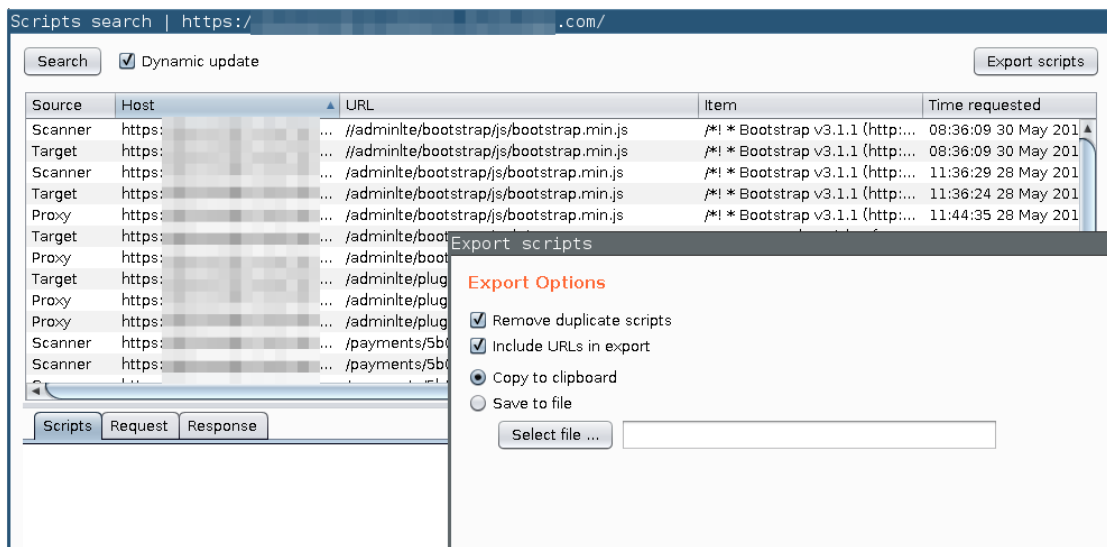 Scripts search | https:/ .com/
Search Dynamic update Export scripts
Source Host URL Item Time requested
Scanner https: ... //adminlte/bootstrap/js/bootstrap.min.js /*! * Bootstrap v3.1.1 (http:... 08:36:09 30 May 201
Target https: ... //adminlte/bootstrap/js/bootstrap.min.js /*! * Bootstrap v3.1.1 (http:... 08:36:09 30 May 201
Scanner https: ... /adminlte/bootstrap/js/bootstrap.min.js /*! * Bootstrap v3.1.1 (http:... 11:36:29 28 May 201
Target https: ... /adminlte/bootstrap/js/bootstrap.min.js /*! * Bootstrap v3.1.1 (http:... 11:36:24 28 May 201
Proxy https: ... /adminlte/bootstrap/js/bootstrap.min.js /*! * Bootstrap v3.1.1 (http:... 11:44:35 28 May 201
Target https: ... /adminlte/boot
Proxy https: ... /adminlte/boot
Target https: ... /adminlte/plug
Proxy https: ... /adminlte/plug
Proxy https: ... /adminlte/plug
Scanner https: ... /payments/5b0
Scanner https: ... /payments/5b0
Scripts Request Response
Export scripts
Export Options
Remove duplicate scripts
Include URLs in export
Copy to clipboard
Save to file
Select file ...